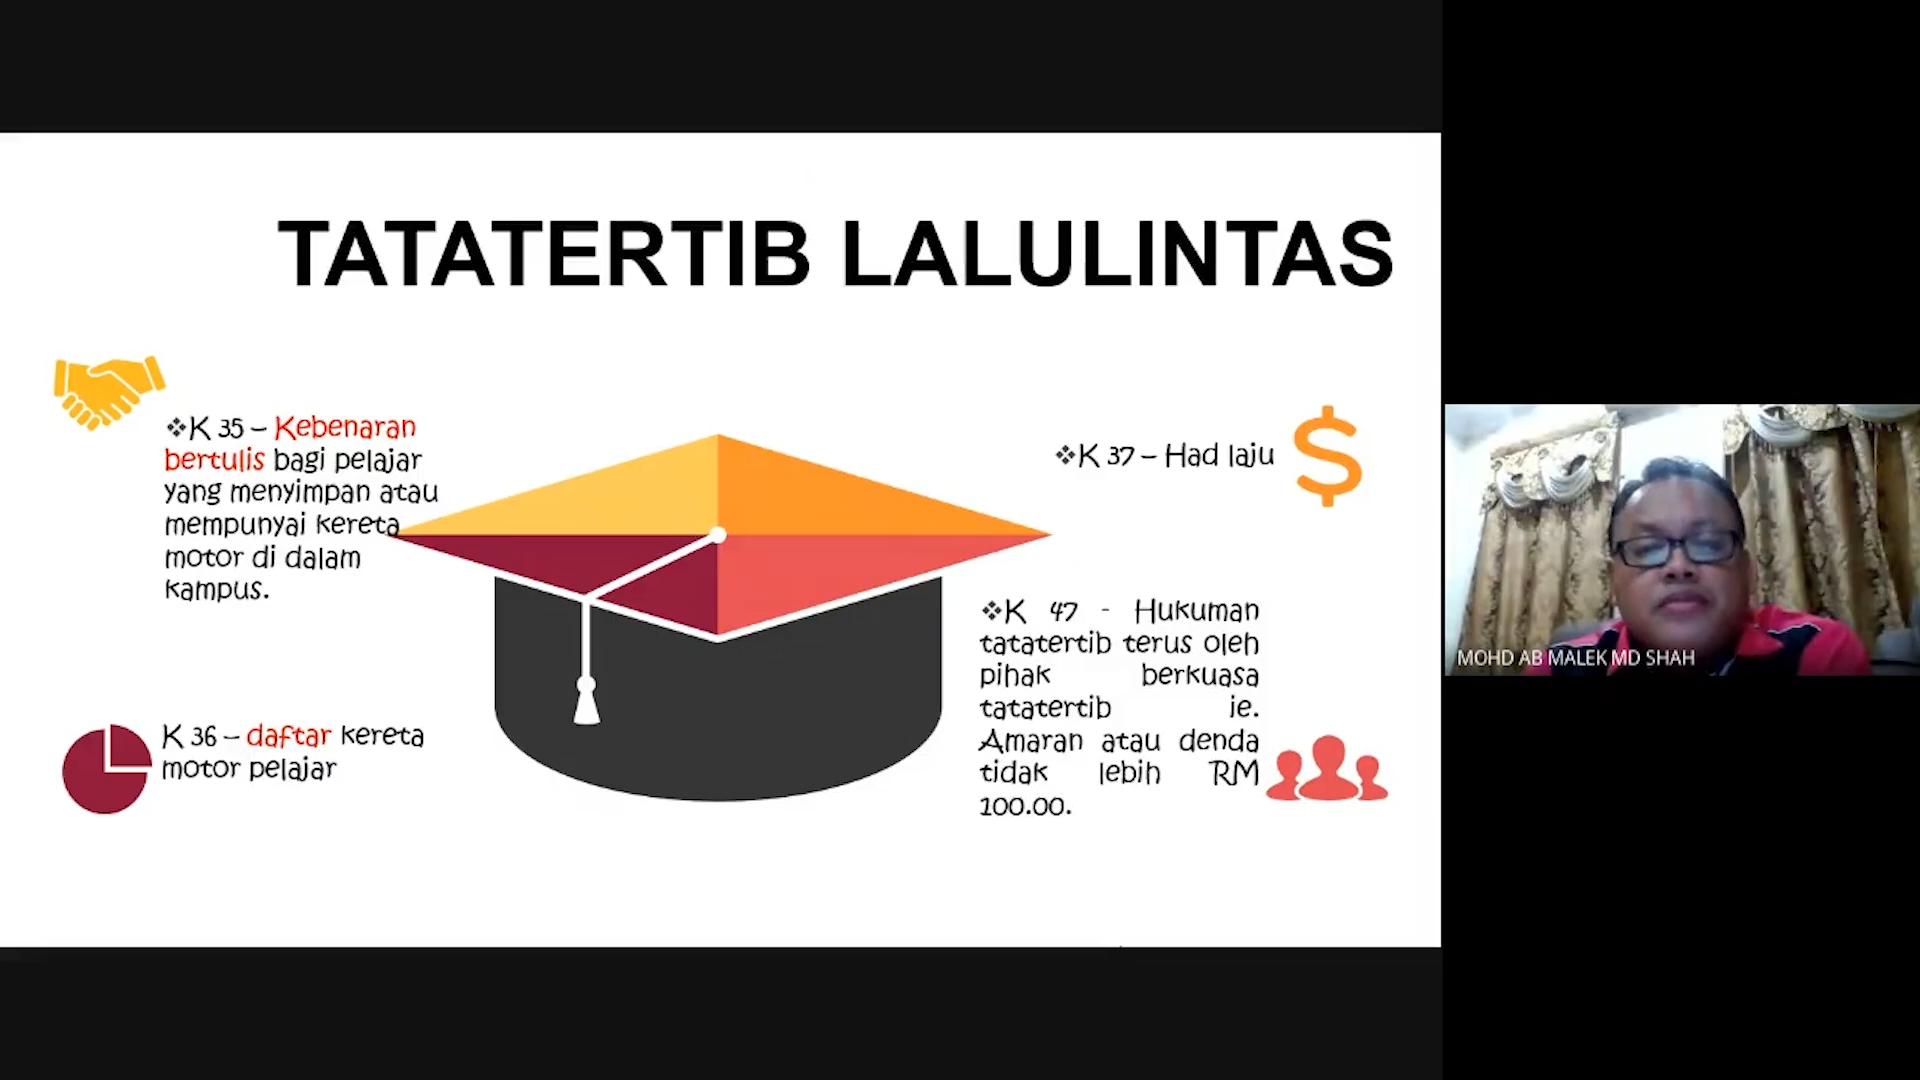 TATATERTIB LALULINTAS
❖K 35 – Kebenaran
bertulis bagi pelajar
yang menyimpan atau
mempunyai kereta
motor di dalam
kampus.
K 36 – daftar kereta
motor pelajar
❖K 37 – Had laju
$
❖K 47 - Hukuman
tatatertib terus oleh
pihak berkuasa
tatatertib ie.
Amaran atau denda
tidak lebih RM
100.00.
MOHD AB MALEK MD SHAH